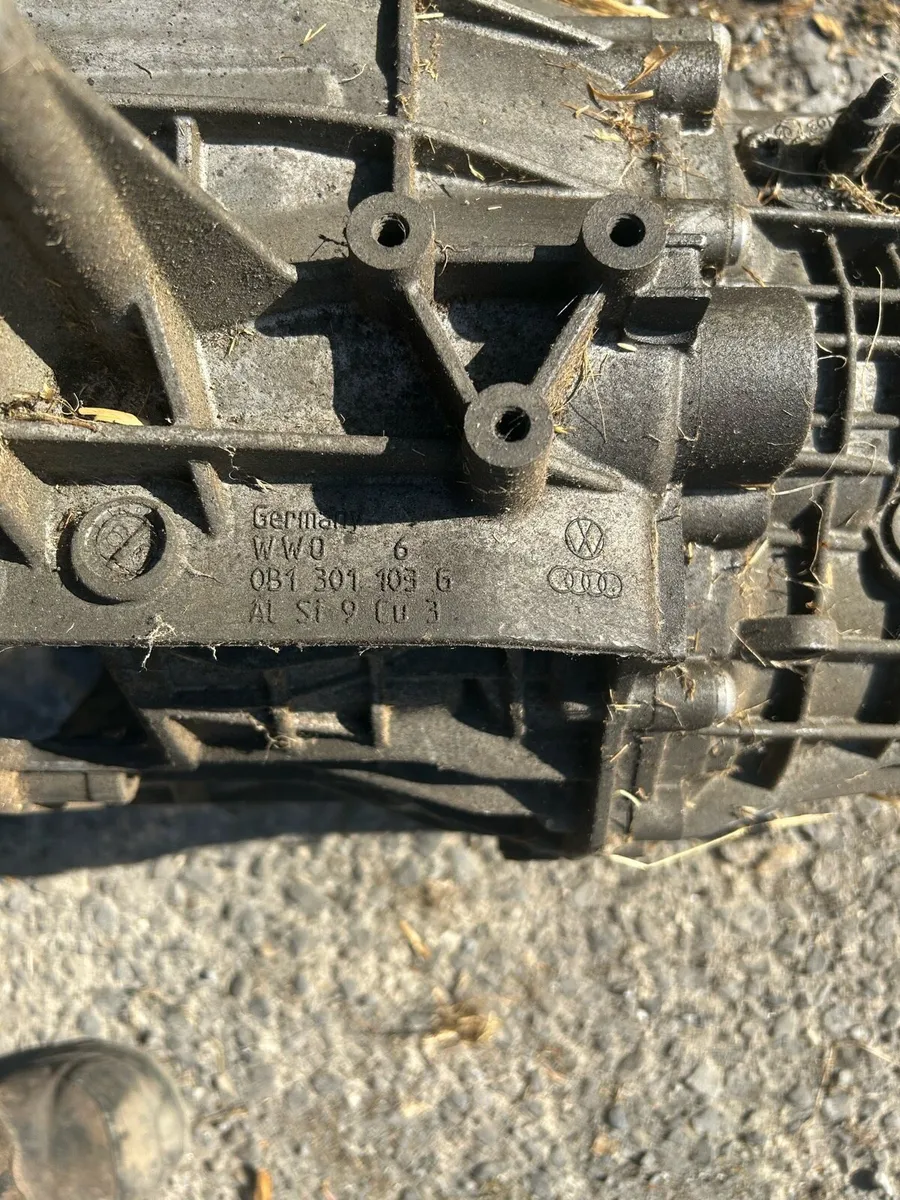 Germany
WWO 6
0B1 301 103 G
AL Si 9 Cu 3